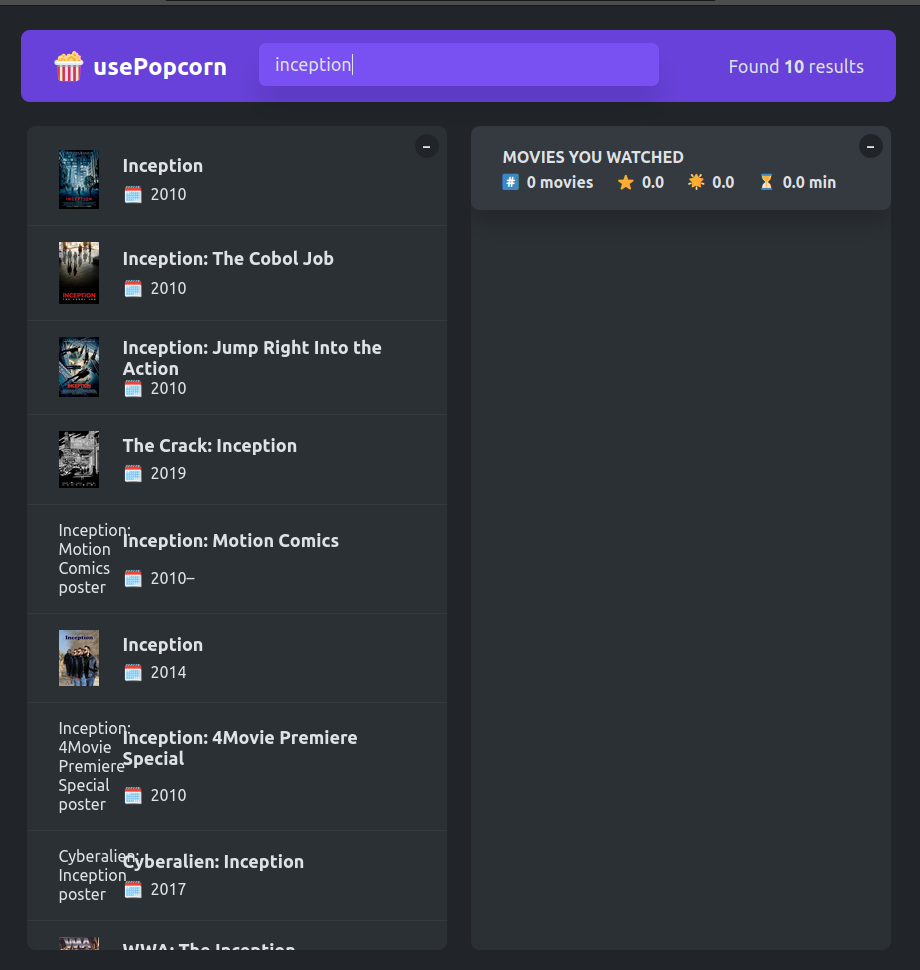 usePopcorn
inception
Found 10 results
Inception
2010
Inception: The Cobol Job
2010
Inception: Jump Right Into the
Action
2010
The Crack: Inception
2019
Inception:
Motion
Comics
poster
Inception: Motion Comics
2010–
Inception
2014
Inception:
4Movie
Premiere
Special
poster
Inception: 4Movie Premiere
Special
2010
Cyberalien:
Inception
poster
Cyberalien: Inception
2017
WWA: The Inception
MOVIES YOU WATCHED
# 0 movies 0.0 0.0 0.0 min